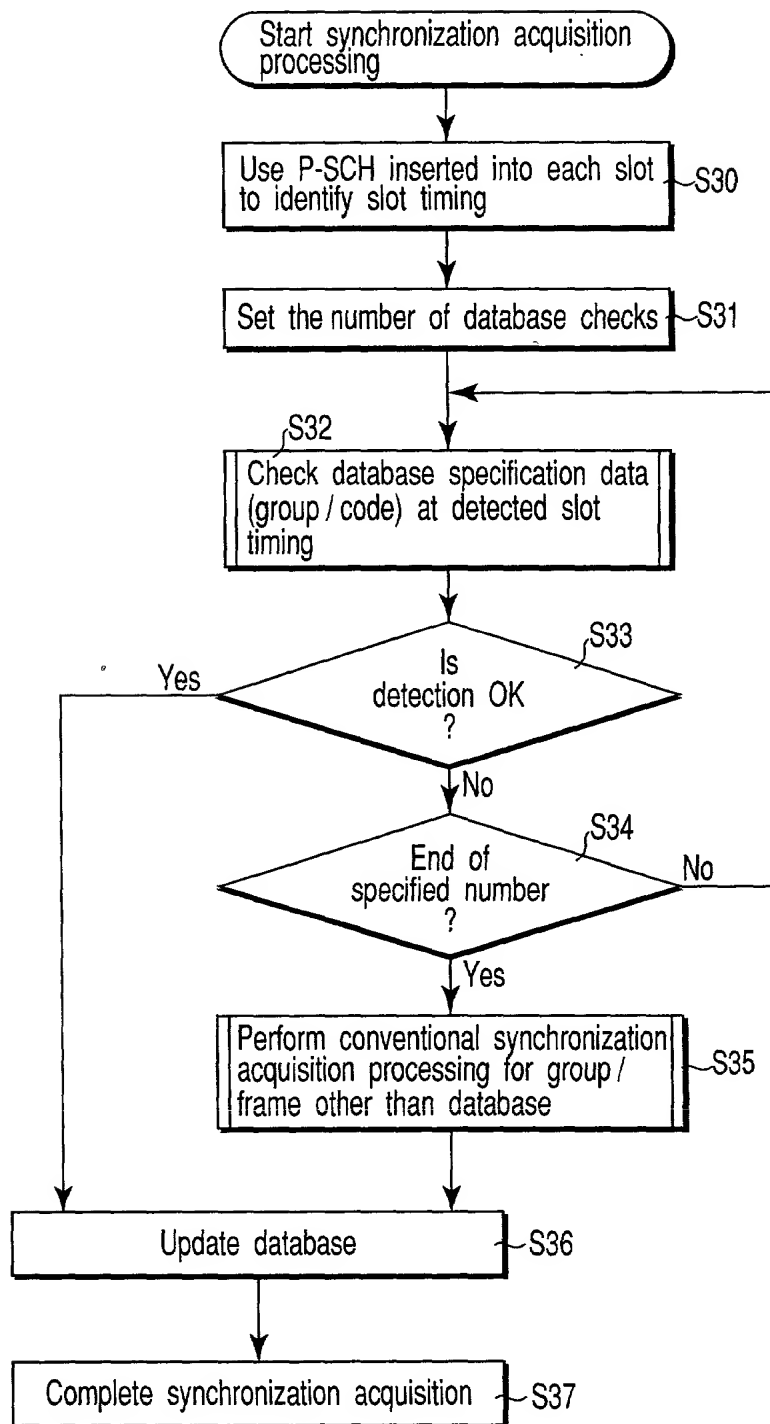 Start synchronization acquisition
processing
Use P-SCH inserted into each slot
to identify slot timing
S30
Set the number of database checks
S31
S32
Check database specification data
(group / code) at detected slot
timing
S33
Yes
Is
detection OK
?
No
S34
End of
specified number
?
No
Yes
Perform conventional synchronization
acquisition processing for group /
frame other than database
S35
Update database
S36
Complete synchronization acquisition
S37